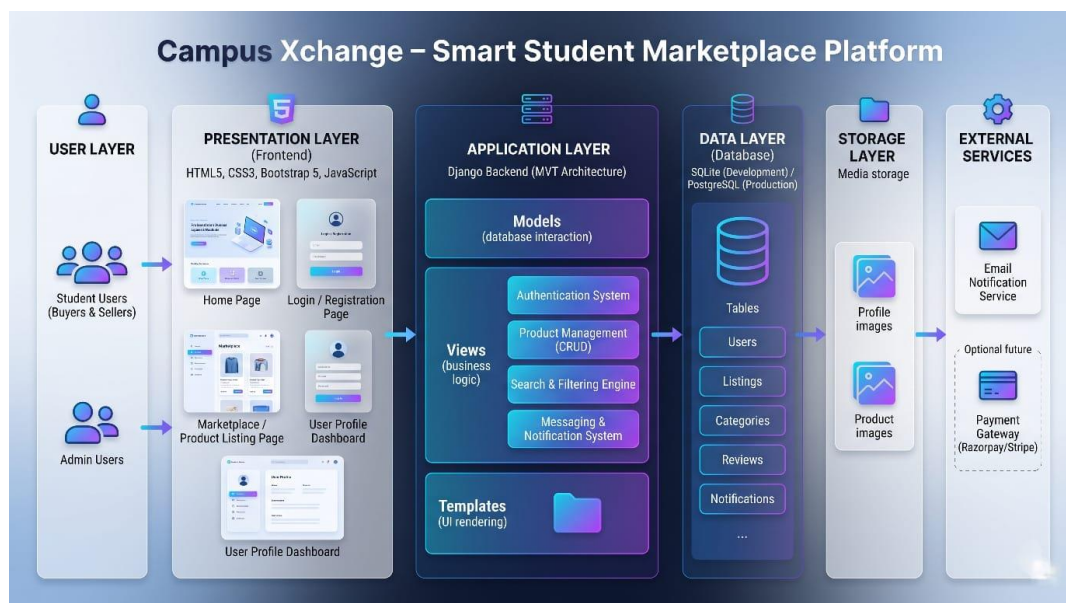 Campus Xchange – Smart Student Marketplace Platform
USER LAYER
Student Users
(Buyers & Sellers)
Admin Users
5
PRESENTATION LAYER
(Frontend)
HTML5, CSS3, Bootstrap 5, JavaScript
Home Page
Login / Registration
Page
Marketplace
Marketplace /
Product Listing Page
User Profile
Dashboard
User Profile Dashboard
APPLICATION LAYER
Django Backend (MVT Architecture)
Models
(database interaction)
Views
(business
logic)
Authentication System
Product Management
(CRUD)
Search & Filtering Engine
Messaging &
Notification System
Templates
(UI rendering)
DATA LAYER
(Database)
SQLite (Development) /
PostgreSQL (Production)
Tables
Users
Listings
Categories
Reviews
Notifications
...
STORAGE
LAYER
Media storage
Profile
images
Product
images
EXTERNAL
SERVICES
Email
Notification
Service
Optional future
Payment
Gateway
(Razorpay/Stripe)